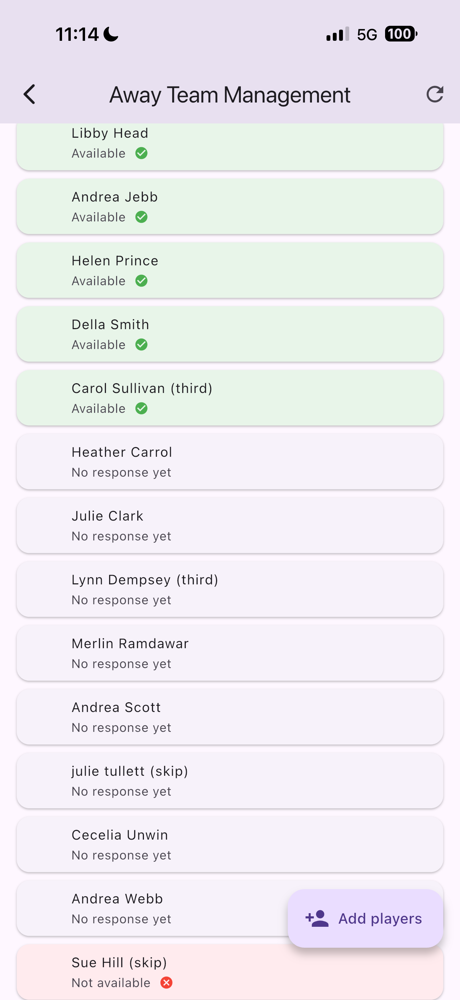 11:14 5G 100
Away Team Management
Libby Head
Available
Andrea Jebb
Available
Helen Prince
Available
Della Smith
Available
Carol Sullivan (third)
Available
Heather Carrol
No response yet
Julie Clark
No response yet
Lynn Dempsey (third)
No response yet
Merlin Ramdawar
No response yet
Andrea Scott
No response yet
julie tullett (skip)
No response yet
Cecelia Unwin
No response yet
Andrea Webb
No response yet
Add players
Sue Hill (skip)
Not available